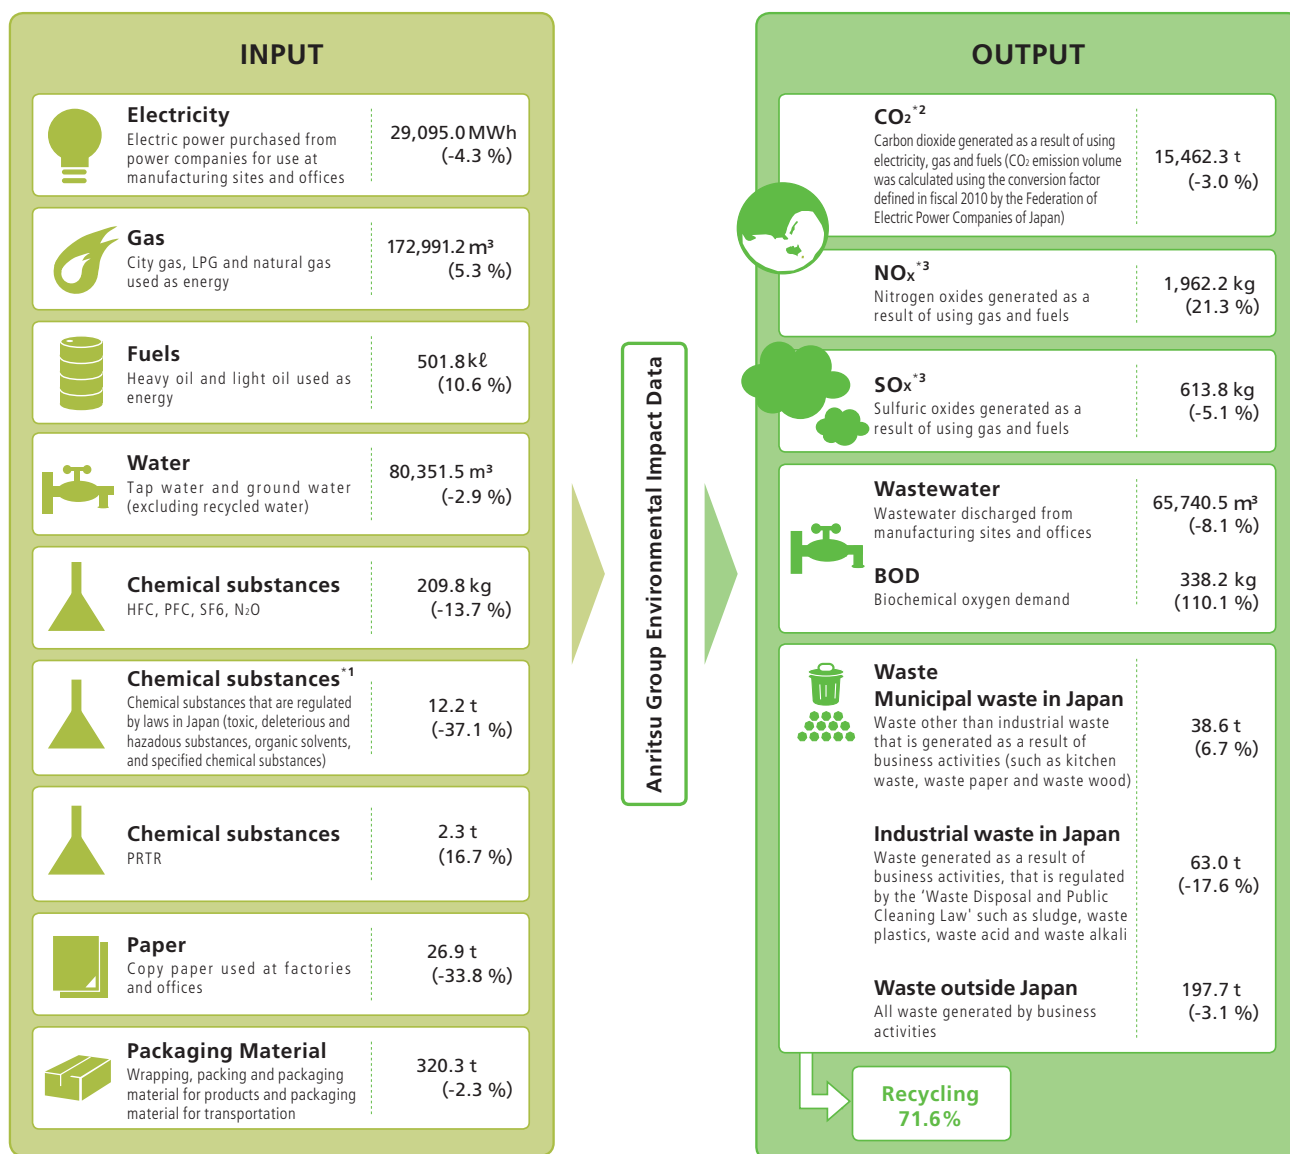 INPUT
Electricity
Electric power purchased from
power companies for use at
manufacturing sites and offices
29,095.0 MWh
(-4.3 %)
Gas
City gas, LPG and natural gas
used as energy
172,991.2 m³
(5.3 %)
Fuels
Heavy oil and light oil used as
energy
501.8 kℓ
(10.6 %)
Water
Tap water and ground water
(excluding recycled water)
80,351.5 m³
(-2.9 %)
Chemical substances
HFC, PFC, SF6, N₂O
209.8 kg
(-13.7 %)
Chemical substances*1
Chemical substances that are regulated
by laws in Japan (toxic, deleterious and
hazadous substances, organic solvents,
and specified chemical substances)
12.2 t
(-37.1 %)
Chemical substances
PRTR
2.3 t
(16.7 %)
Paper
Copy paper used at factories
and offices
26.9 t
(-33.8 %)
Packaging Material
Wrapping, packing and packaging
material for products and packaging
material for transportation
320.3 t
(-2.3 %)
Anritsu Group Environmental Impact Data
OUTPUT
CO₂*2
Carbon dioxide generated as a result of using
electricity, gas and fuels (CO₂ emission volume
was calculated using the conversion factor
defined in fiscal 2010 by the Federation of
Electric Power Companies of Japan)
15,462.3 t
(-3.0 %)
NOx*3
Nitrogen oxides generated as a
result of using gas and fuels
1,962.2 kg
(21.3 %)
SOx*3
Sulfuric oxides generated as a
result of using gas and fuels
613.8 kg
(-5.1 %)
Wastewater
Wastewater discharged from
manufacturing sites and offices
65,740.5 m³
(-8.1 %)
BOD
Biochemical oxygen demand
338.2 kg
(110.1 %)
Waste
Municipal waste in Japan
Waste other than industrial waste
that is generated as a result of
business activities (such as kitchen
waste, waste paper and waste wood)
38.6 t
(6.7 %)
Industrial waste in Japan
Waste generated as a result of
business activities, that is regulated
by the ‘Waste Disposal and Public
Cleaning Law' such as sludge, waste
plastics, waste acid and waste alkali
63.0 t
(-17.6 %)
Waste outside Japan
All waste generated by business
activities
197.7 t
(-3.1 %)
Recycling
71.6%